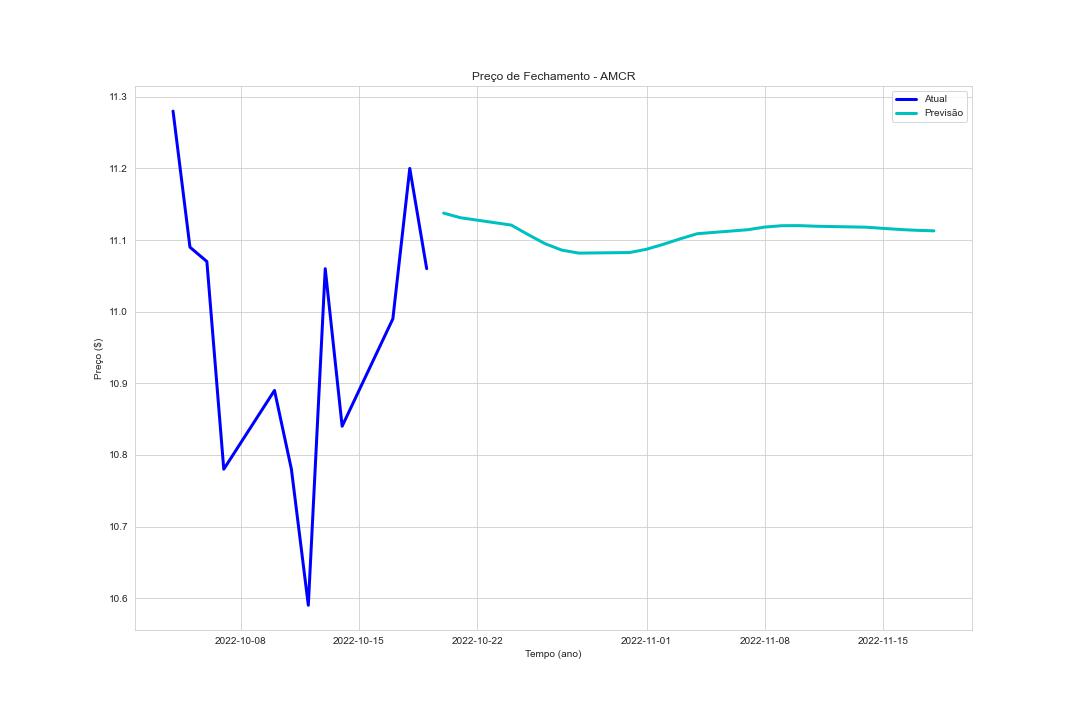 Preço de Fechamento - AMCR
Atual
Previsão
11.3
11.2
11.1
11.0
10.9
10.8
10.7
10.6
Preço ($)
2022-10-08
2022-10-15
2022-10-22
2022-11-01
2022-11-08
2022-11-15
Tempo (ano)